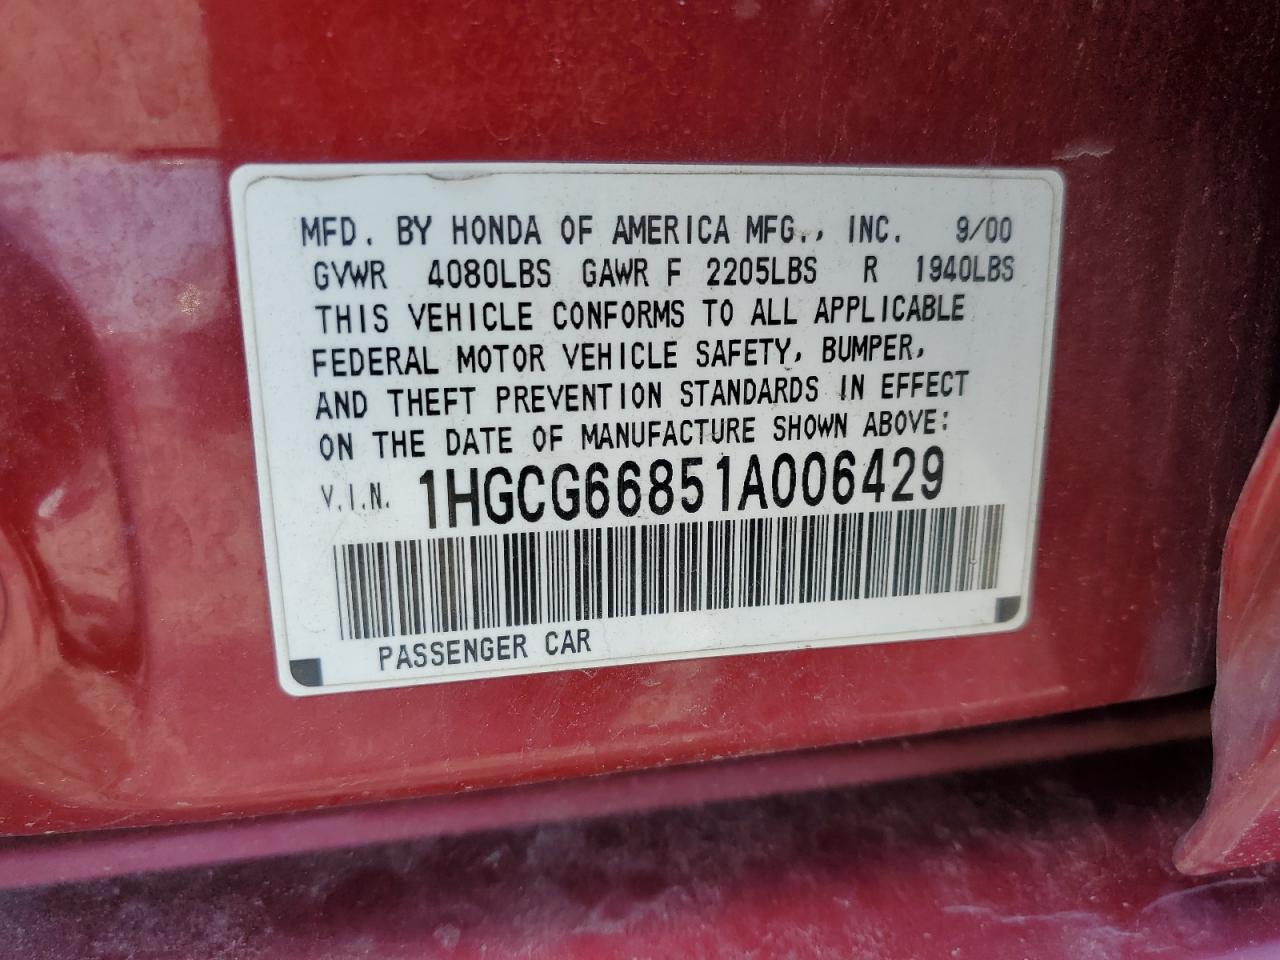 MFD. BY HONDA OF AMERICA MFG., INC. 9/00
GVWR 4080LBS GAWR F 2205LBS R 1940LBS
THIS VEHICLE CONFORMS TO ALL APPLICABLE
FEDERAL MOTOR VEHICLE SAFETY, BUMPER,
AND THEFT PREVENTION STANDARDS IN EFFECT
ON THE DATE OF MANUFACTURE SHOWN ABOVE:
V.I.N. 1HGCG66851A006429
PASSENGER CAR